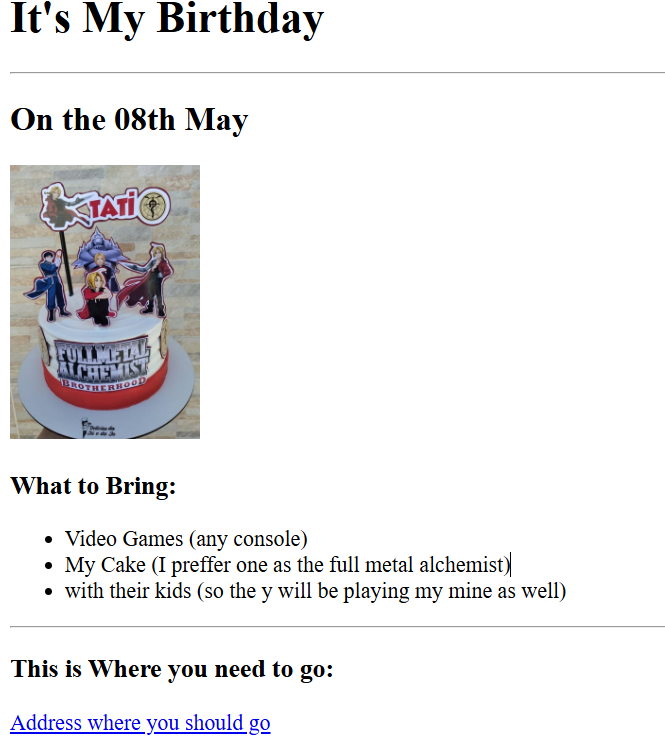 It's My Birthday
On the 08th May
TATi
FULLMETAL
ALCHEMIST
BROTHERHOOD
What to Bring:
Video Games (any console)
My Cake (I preffer one as the full metal alchemist)
with their kids (so the y will be playing my mine as well)
This is Where you need to go:
Address where you should go